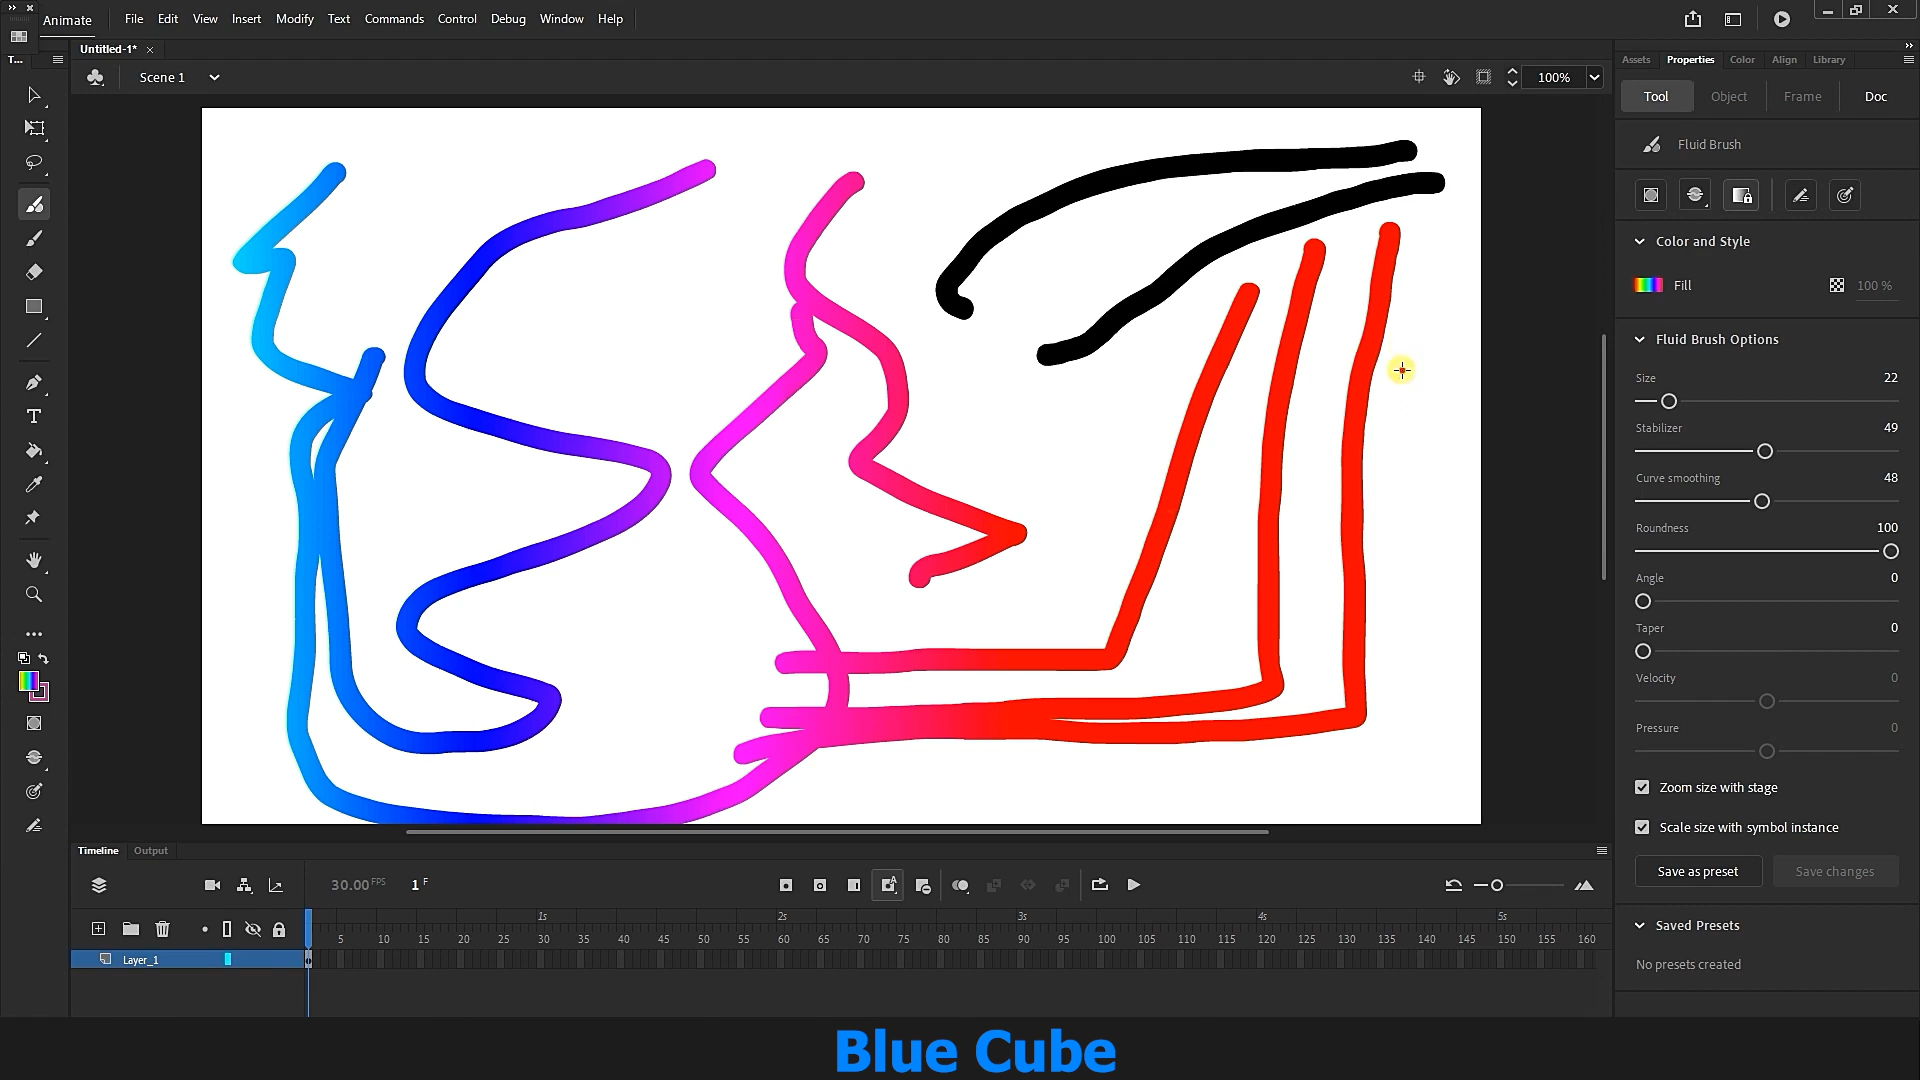 Animate File Edit View Insert Modify Text Commands Control Debug Window Help
T...
Untitled-1*
Scene 1
100%
Assets Properties Color Align Library
Tool Object Frame Doc
Fluid Brush
Color and Style
Fill 100 %
Fluid Brush Options
Size 22
Stabilizer 49
Curve smoothing 48
Roundness 100
Angle 0
Taper 0
Velocity 0
Pressure 0
Zoom size with stage
Scale size with symbol instance
Save as preset Save changes
Saved Presets
No presets created
Timeline Output
30.00 FPS 1 F
1s 2s 3s 4s 5s
5 10 15 20 25 30 35 40 45 50 55 60 65 70 75 80 85 90 95 100 105 110 115 120 125 130 135 140 145 150 155 160
Layer_1
Blue Cube